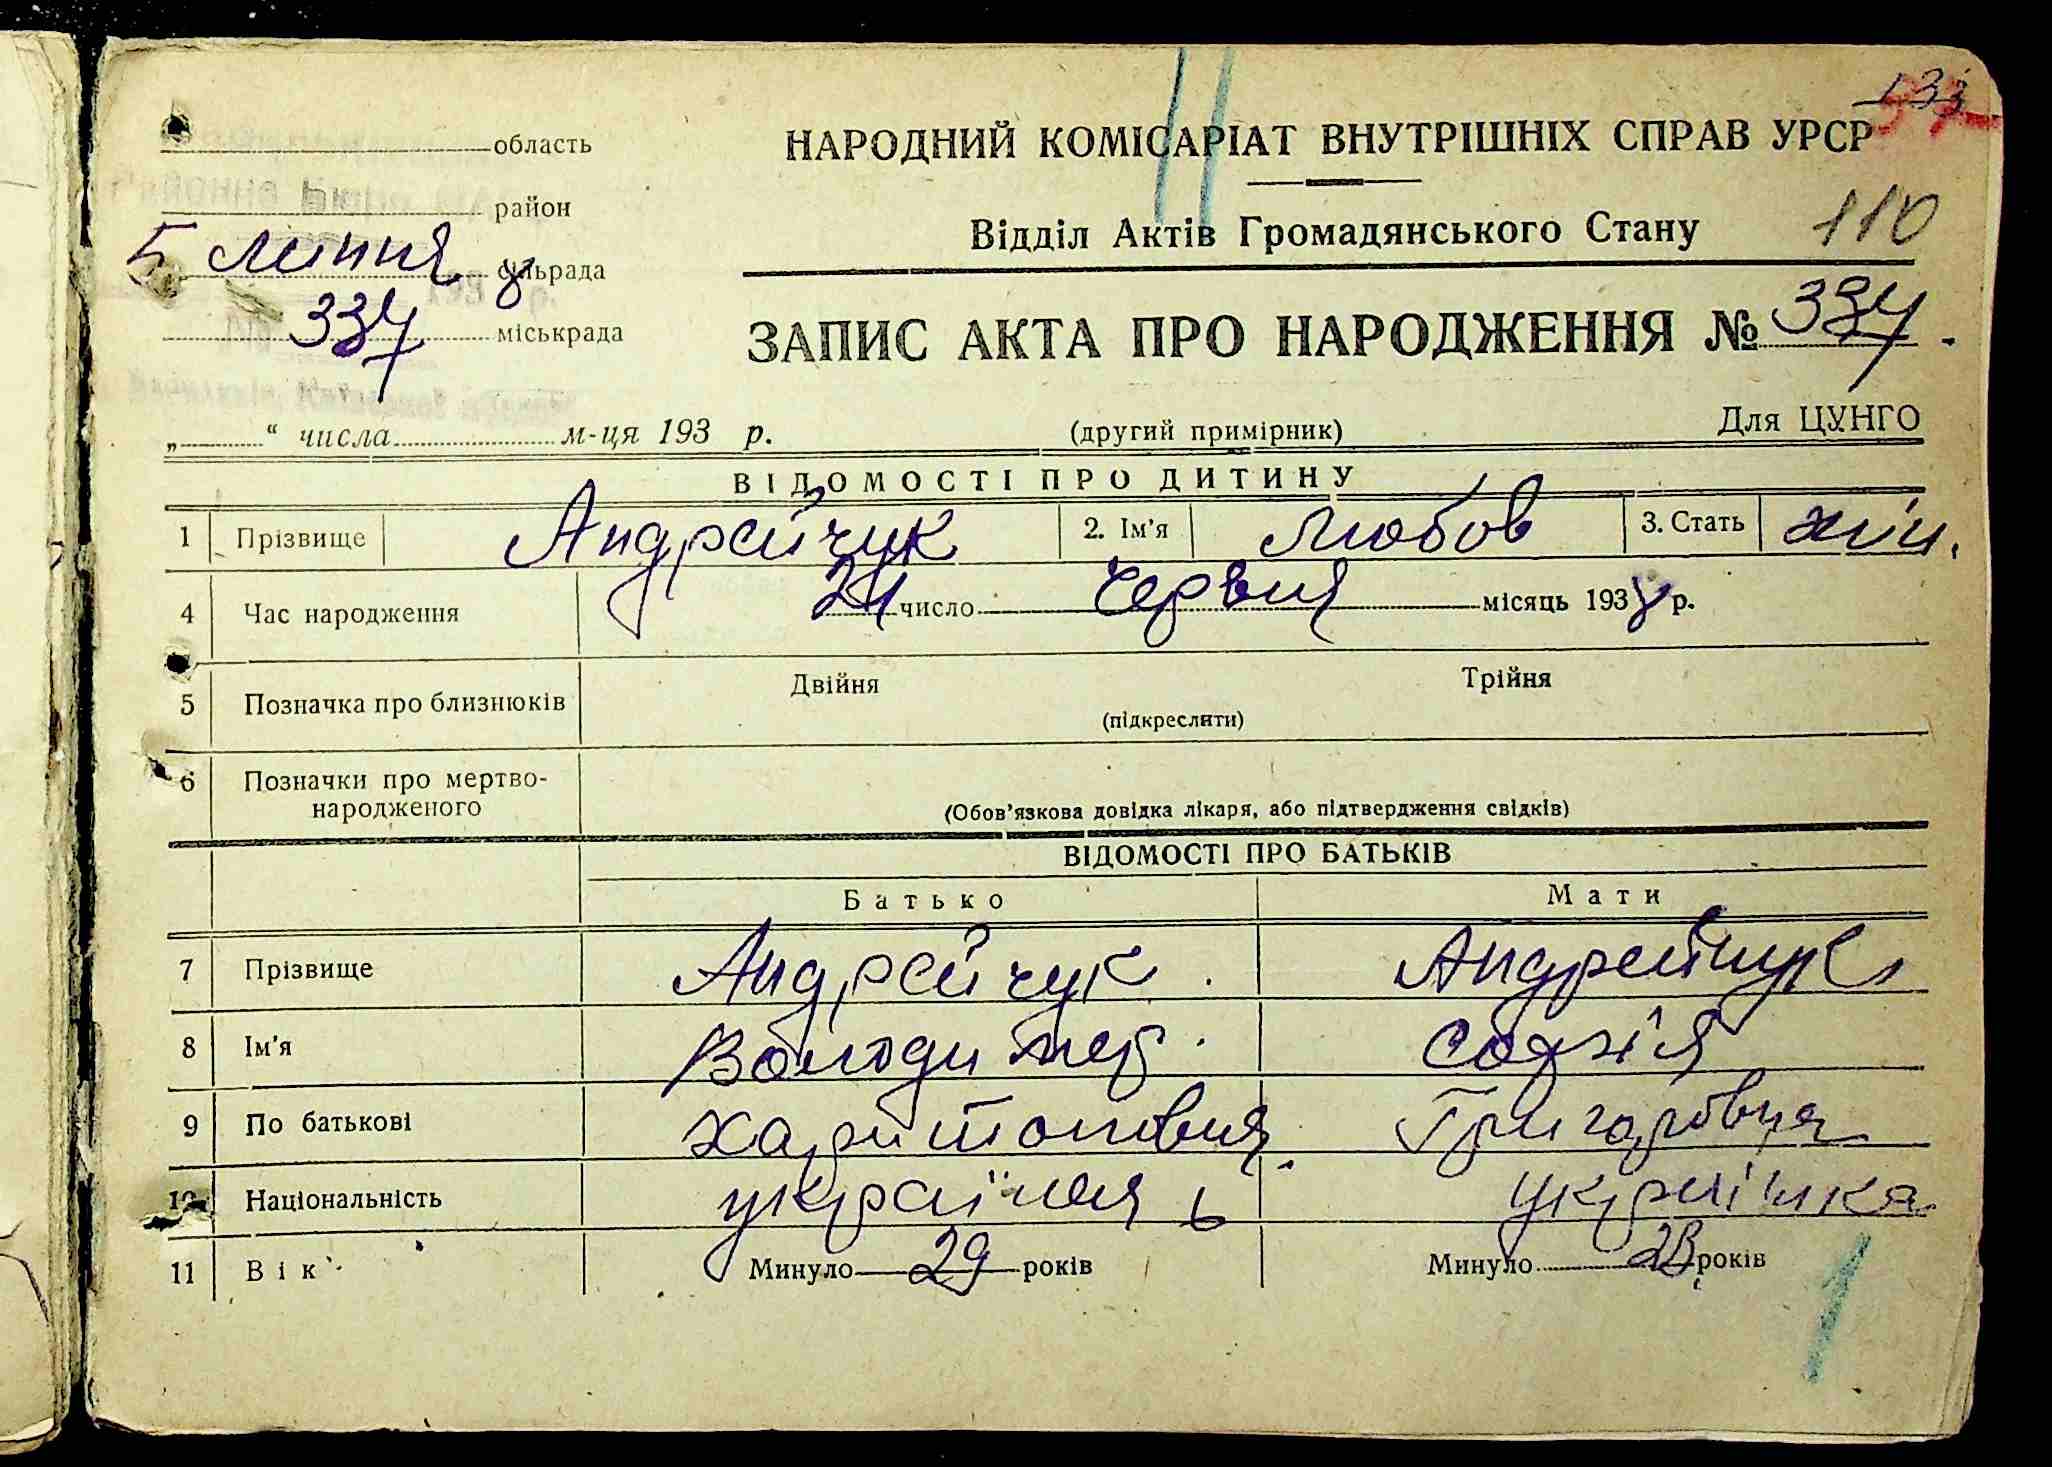 133
область НАРОДНИЙ КОМІСАРІАТ ВНУТРІШНІХ СПРАВ УРСР
район
Відділ Актів Громадянського Стану 110
5 липня 8 сільрада
337 міськрада
ЗАПИС АКТА ПРО НАРОДЖЕННЯ № 337.
„ “ числа м-ця 193 р. (другий примірник) Для ЦУНГО
ВІДОМОСТІ ПРО ДИТИНУ
1 Прізвище Андрейчук 2. Ім'я Любов 3. Стать жін.
4 Час народження 21 число червня місяць 1938 р.
5 Позначка про близнюків Двійня Трійня
(підкреслити)
6 Позначки про мертво-
народженого
(Обов'язкова довідка лікаря, або підтвердження свідків)
ВІДОМОСТІ ПРО БАТЬКІВ
Батько Мати
7 Прізвище Андрейчук Андрейчук
8 Ім'я Володимер Софія
9 По батькові
10 Національність українець українка
11 Вік Минуло 29 років Минуло 28 років
1